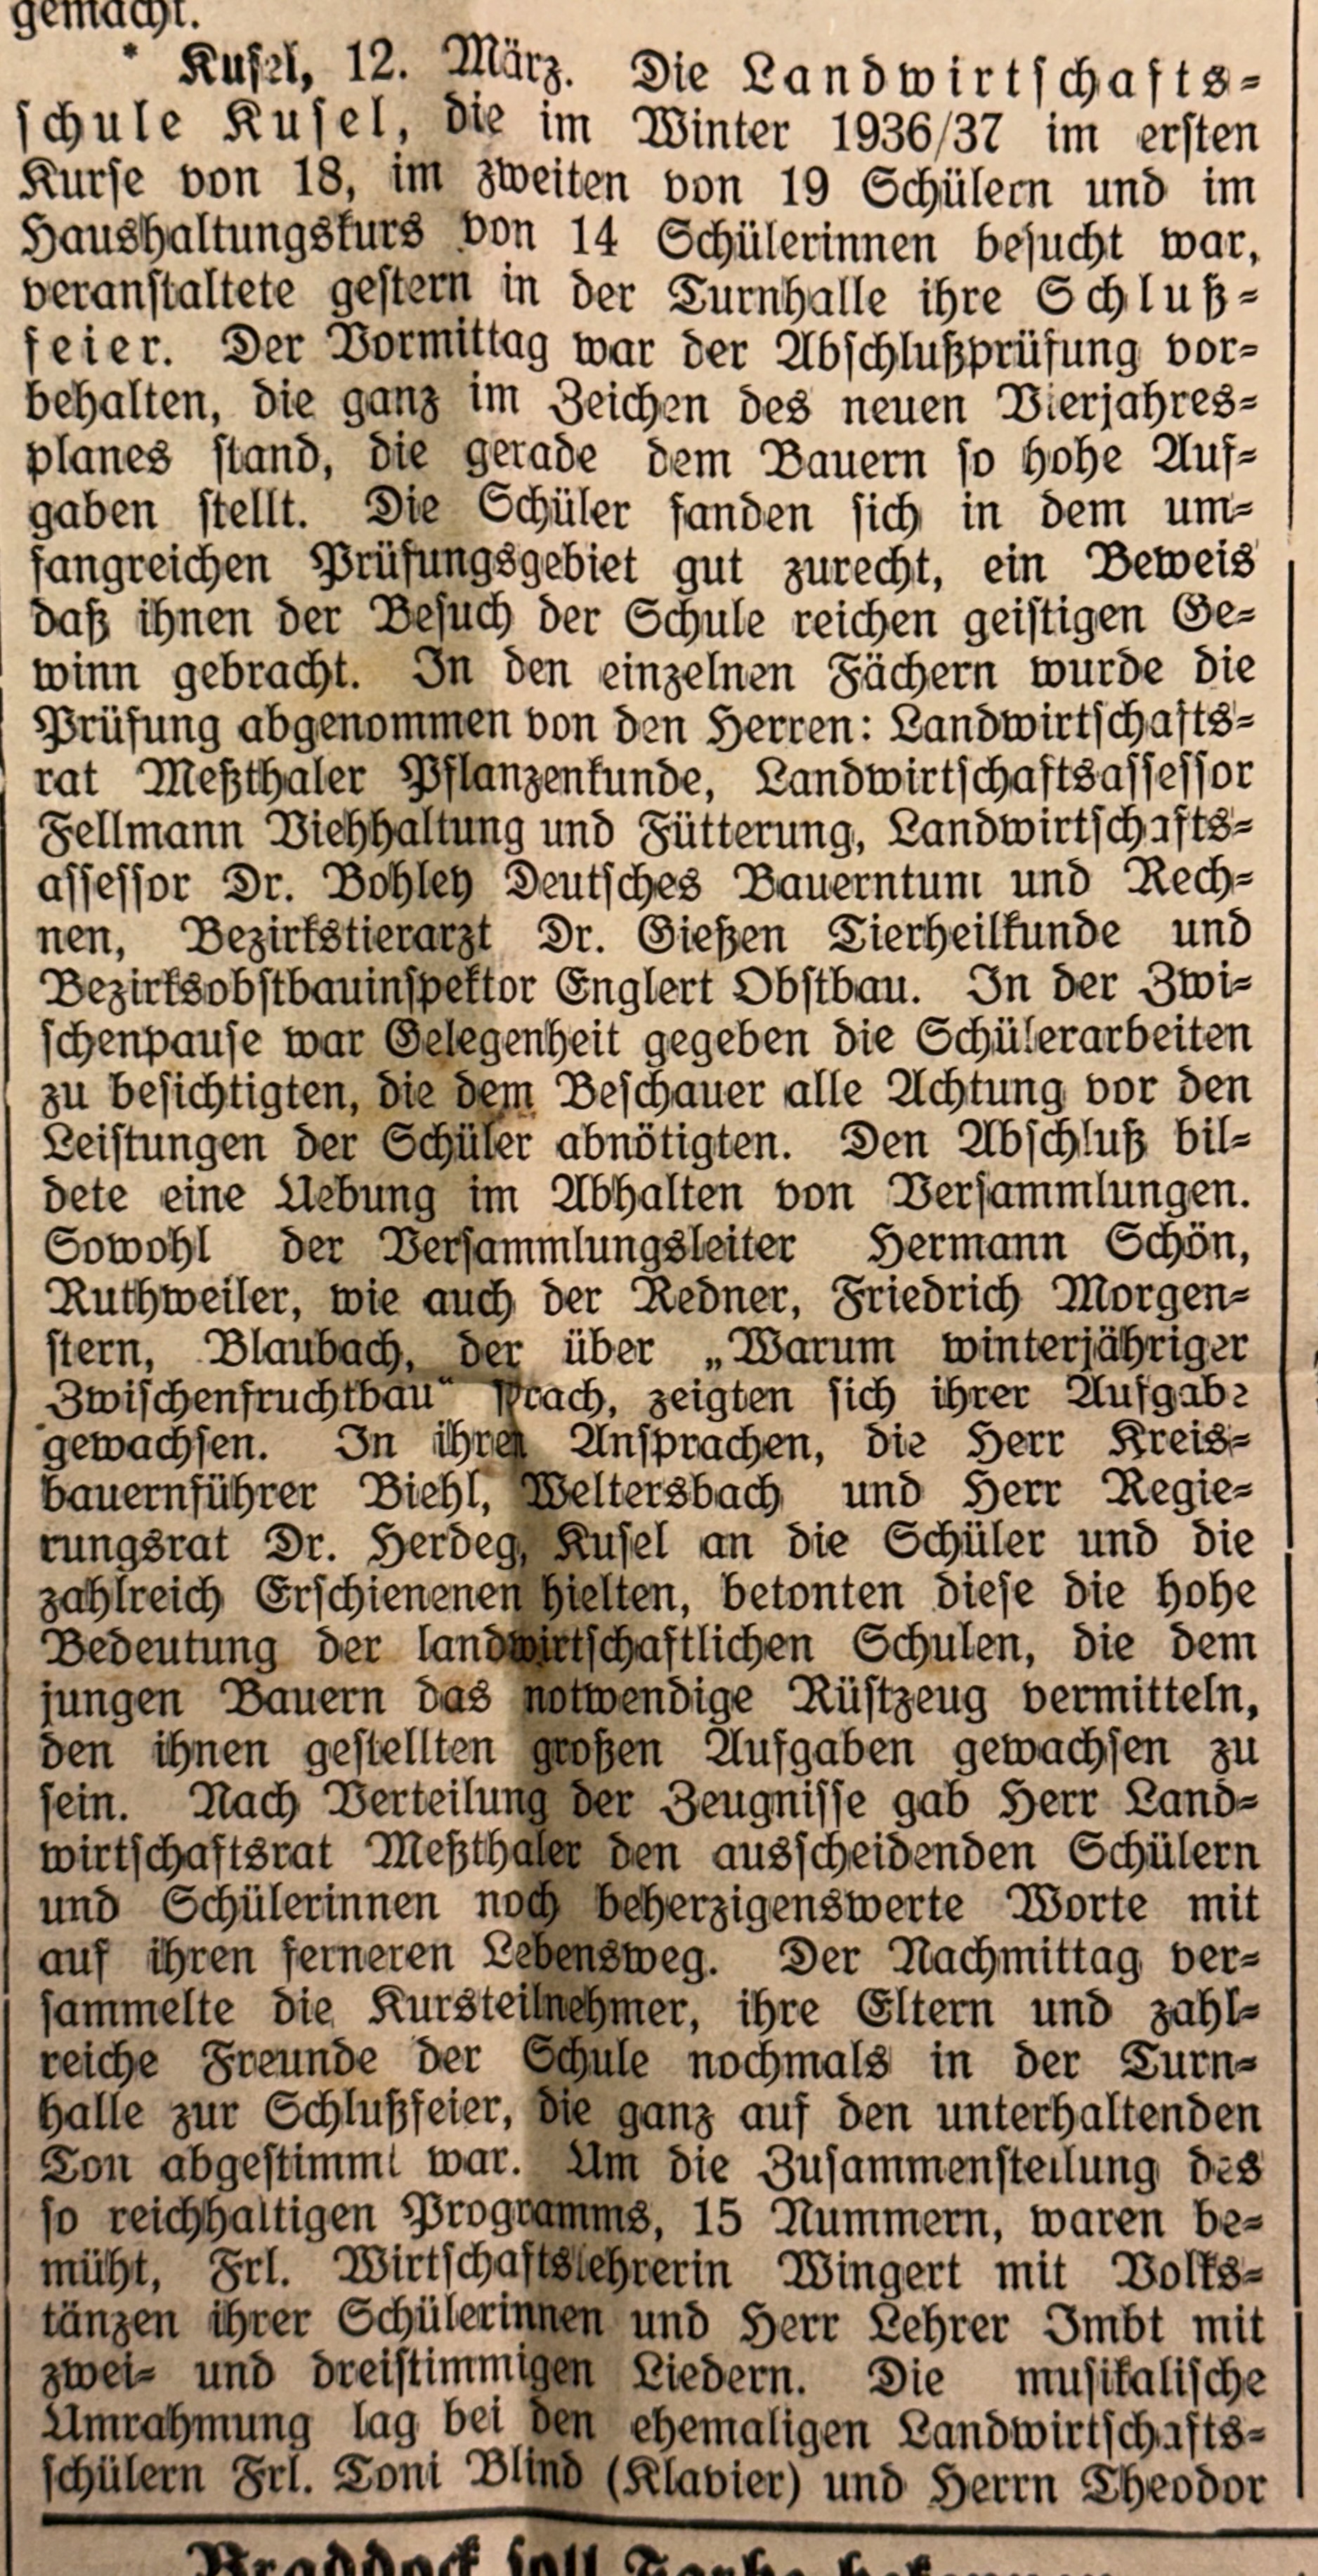 gemacht.
* Kusel, 12. März. Die Landwirtschafts-
schule Kusel, die im Winter 1936/37 im ersten
Kurse von 18, im zweiten von 19 Schülern und im
Haushaltungskurs von 14 Schülerinnen besucht war,
veranstaltete gestern in der Turnhalle ihre Schluß-
feier. Der Vormittag war der Abschlußprüfung vor-
behalten, die ganz im Zeichen des neuen Vierjahres-
planes stand, die gerade dem Bauern so hohe Auf-
gaben stellt. Die Schüler fanden sich in dem um-
fangreichen Prüfungsgebiet gut zurecht, ein Beweis
daß ihnen der Besuch der Schule reichen geistigen Ge-
winn gebracht. In den einzelnen Fächern wurde die
Prüfung abgenommen von den Herren: Landwirtschafts-
rat Meßthaler Pflanzenkunde, Landwirtschaftsassessor
Fellmann Viehhaltung und Fütterung, Landwirtschafts-
assessor Dr. Bohley Deutsches Bauerntum und Rech-
nen, Bezirkstierarzt Dr. Gießen Tierheilkunde und
Bezirksobstbauinspektor Englert Obstbau. In der Zwi-
schenpause war Gelegenheit gegeben die Schülerarbeiten
zu besichtigten, die dem Beschauer alle Achtung vor den
Leistungen der Schüler abnötigten. Den Abschluß bil-
dete eine Uebung im Abhalten von Versammlungen.
Sowohl der Versammlungsleiter Hermann Schön,
Ruthweiler, wie auch der Redner, Friedrich Morgen-
stern, Blaubach, der über „Warum winterjähriger
Zwischenfruchtbau“ sprach, zeigten sich ihrer Aufgabe
gewachsen. In ihren Ansprachen, die Herr Kreis-
bauernführer Biehl, Weltersbach und Herr Regie-
rungsrat Dr. Herdeg, Kusel an die Schüler und die
zahlreich Erschienenen hielten, betonten diese die hohe
Bedeutung der landwirtschaftlichen Schulen, die dem
jungen Bauern das notwendige Rüstzeug vermitteln,
den ihnen gestellten großen Aufgaben gewachsen zu
sein. Nach Verteilung der Zeugnisse gab Herr Land-
wirtschaftsrat Meßthaler den ausscheidenden Schülern
und Schülerinnen noch beherzigenswerte Worte mit
auf ihren ferneren Lebensweg. Der Nachmittag ver-
sammelte die Kursteilnehmer, ihre Eltern und zahl-
reiche Freunde der Schule nochmals in der Turn-
halle zur Schlußfeier, die ganz auf den unterhaltenden
Ton abgestimmt war. Um die Zusammenstellung des
so reichhaltigen Programms, 15 Nummern, waren be-
müht, Frl. Wirtschaftslehrerin Wingert mit Volks-
tänzen ihrer Schülerinnen und Herr Lehrer Imbt mit
zwei- und dreistimmigen Liedern. Die musikalische
Umrahmung lag bei den ehemaligen Landwirtschafts-
schülern Frl. Toni Blind (Klavier) und Herrn Theodor
Braddock soll